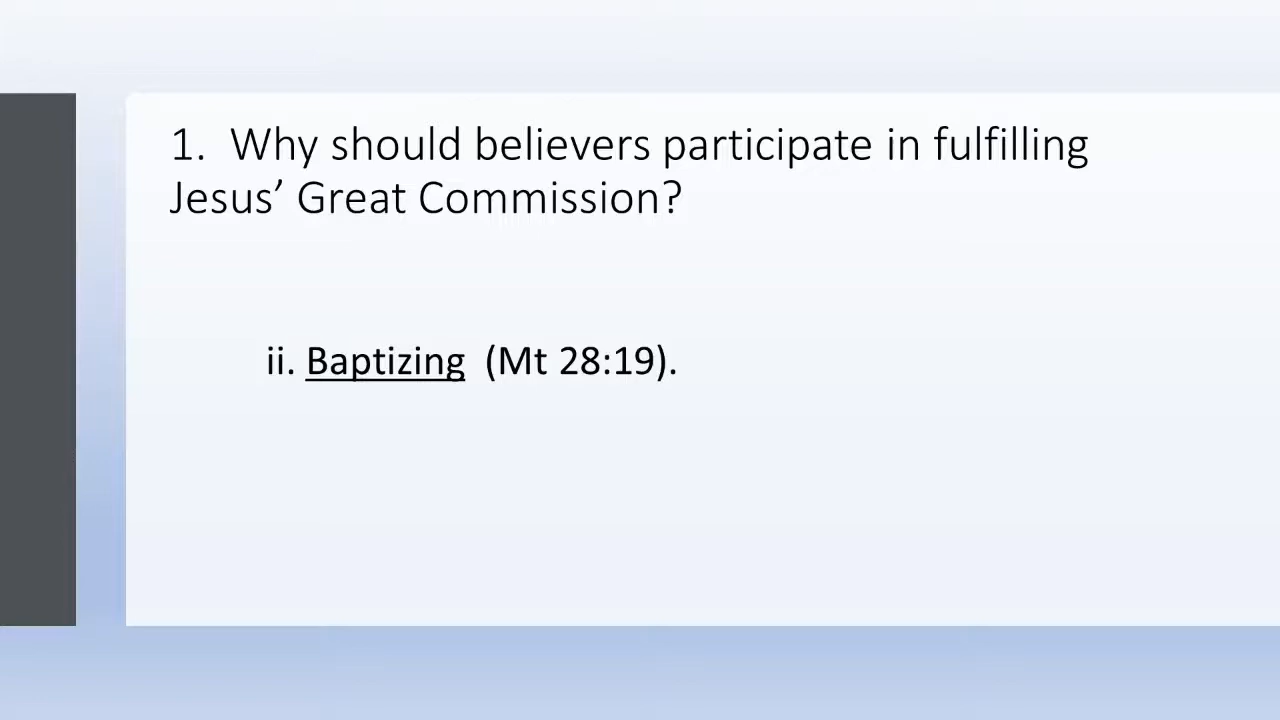 1. Why should believers participate in fulfilling
Jesus’ Great Commission?
ii. Baptizing (Mt 28:19).